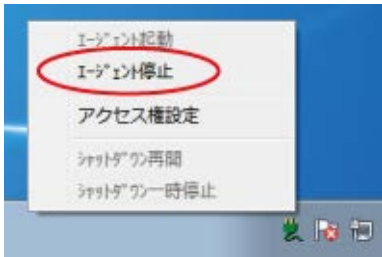 ｴｰｼﾞｪﾝﾄ起動
ｴｰｼﾞｪﾝﾄ停止
アクセス権設定
ｼｬｯﾄﾀﾞｳﾝ再開
ｼｬｯﾄﾀﾞｳﾝ一時停止